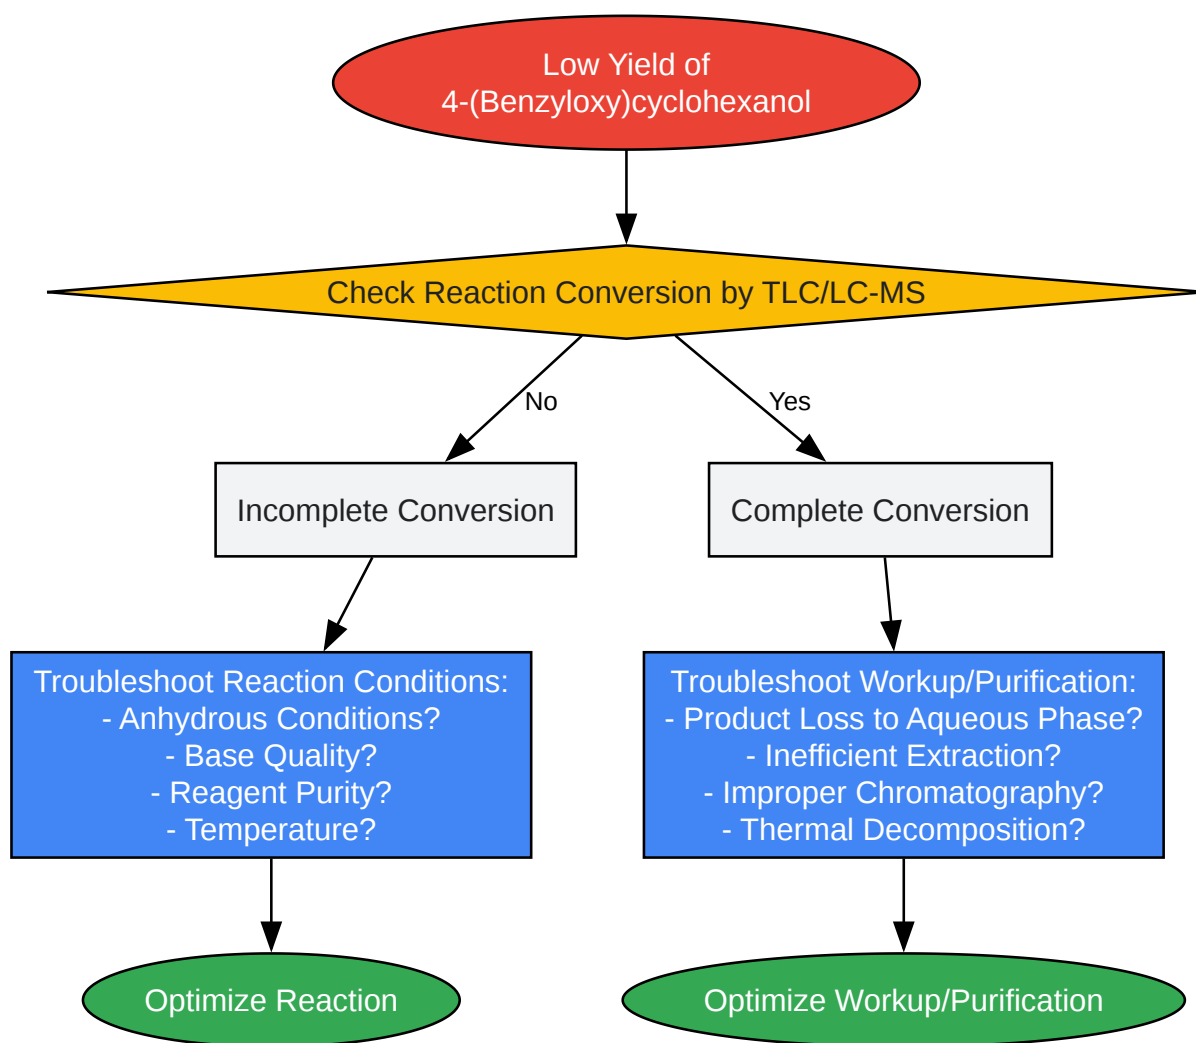 Low Yield of
4-(Benzyloxy)cyclohexanol
Check Reaction Conversion by TLC/LC-MS
No
Yes
Incomplete Conversion
Complete Conversion
Troubleshoot Reaction Conditions:
- Anhydrous Conditions?
- Base Quality?
- Reagent Purity?
- Temperature?
Troubleshoot Workup/Purification:
- Product Loss to Aqueous Phase?
- Inefficient Extraction?
- Improper Chromatography?
- Thermal Decomposition?
Optimize Reaction
Optimize Workup/Purification